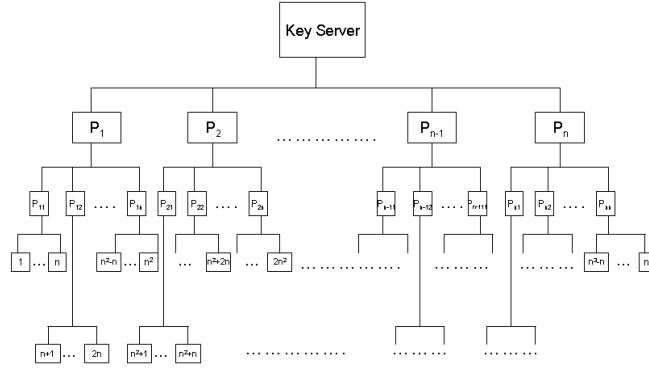 Key Server
P1 P2 ................ Pn-1 Pn
P11 P12 .... P1n P21 P22 .... P2n Pn-11 Pn-12 .... Pn-111 Pn1 Pn2 .... Pnn
1 ... n n²-n ... n² ... n²+2n ... 2n² ................ ......... n²-n ... n
n+1 ... 2n n²+1 ... n²+n ................ ......... .........